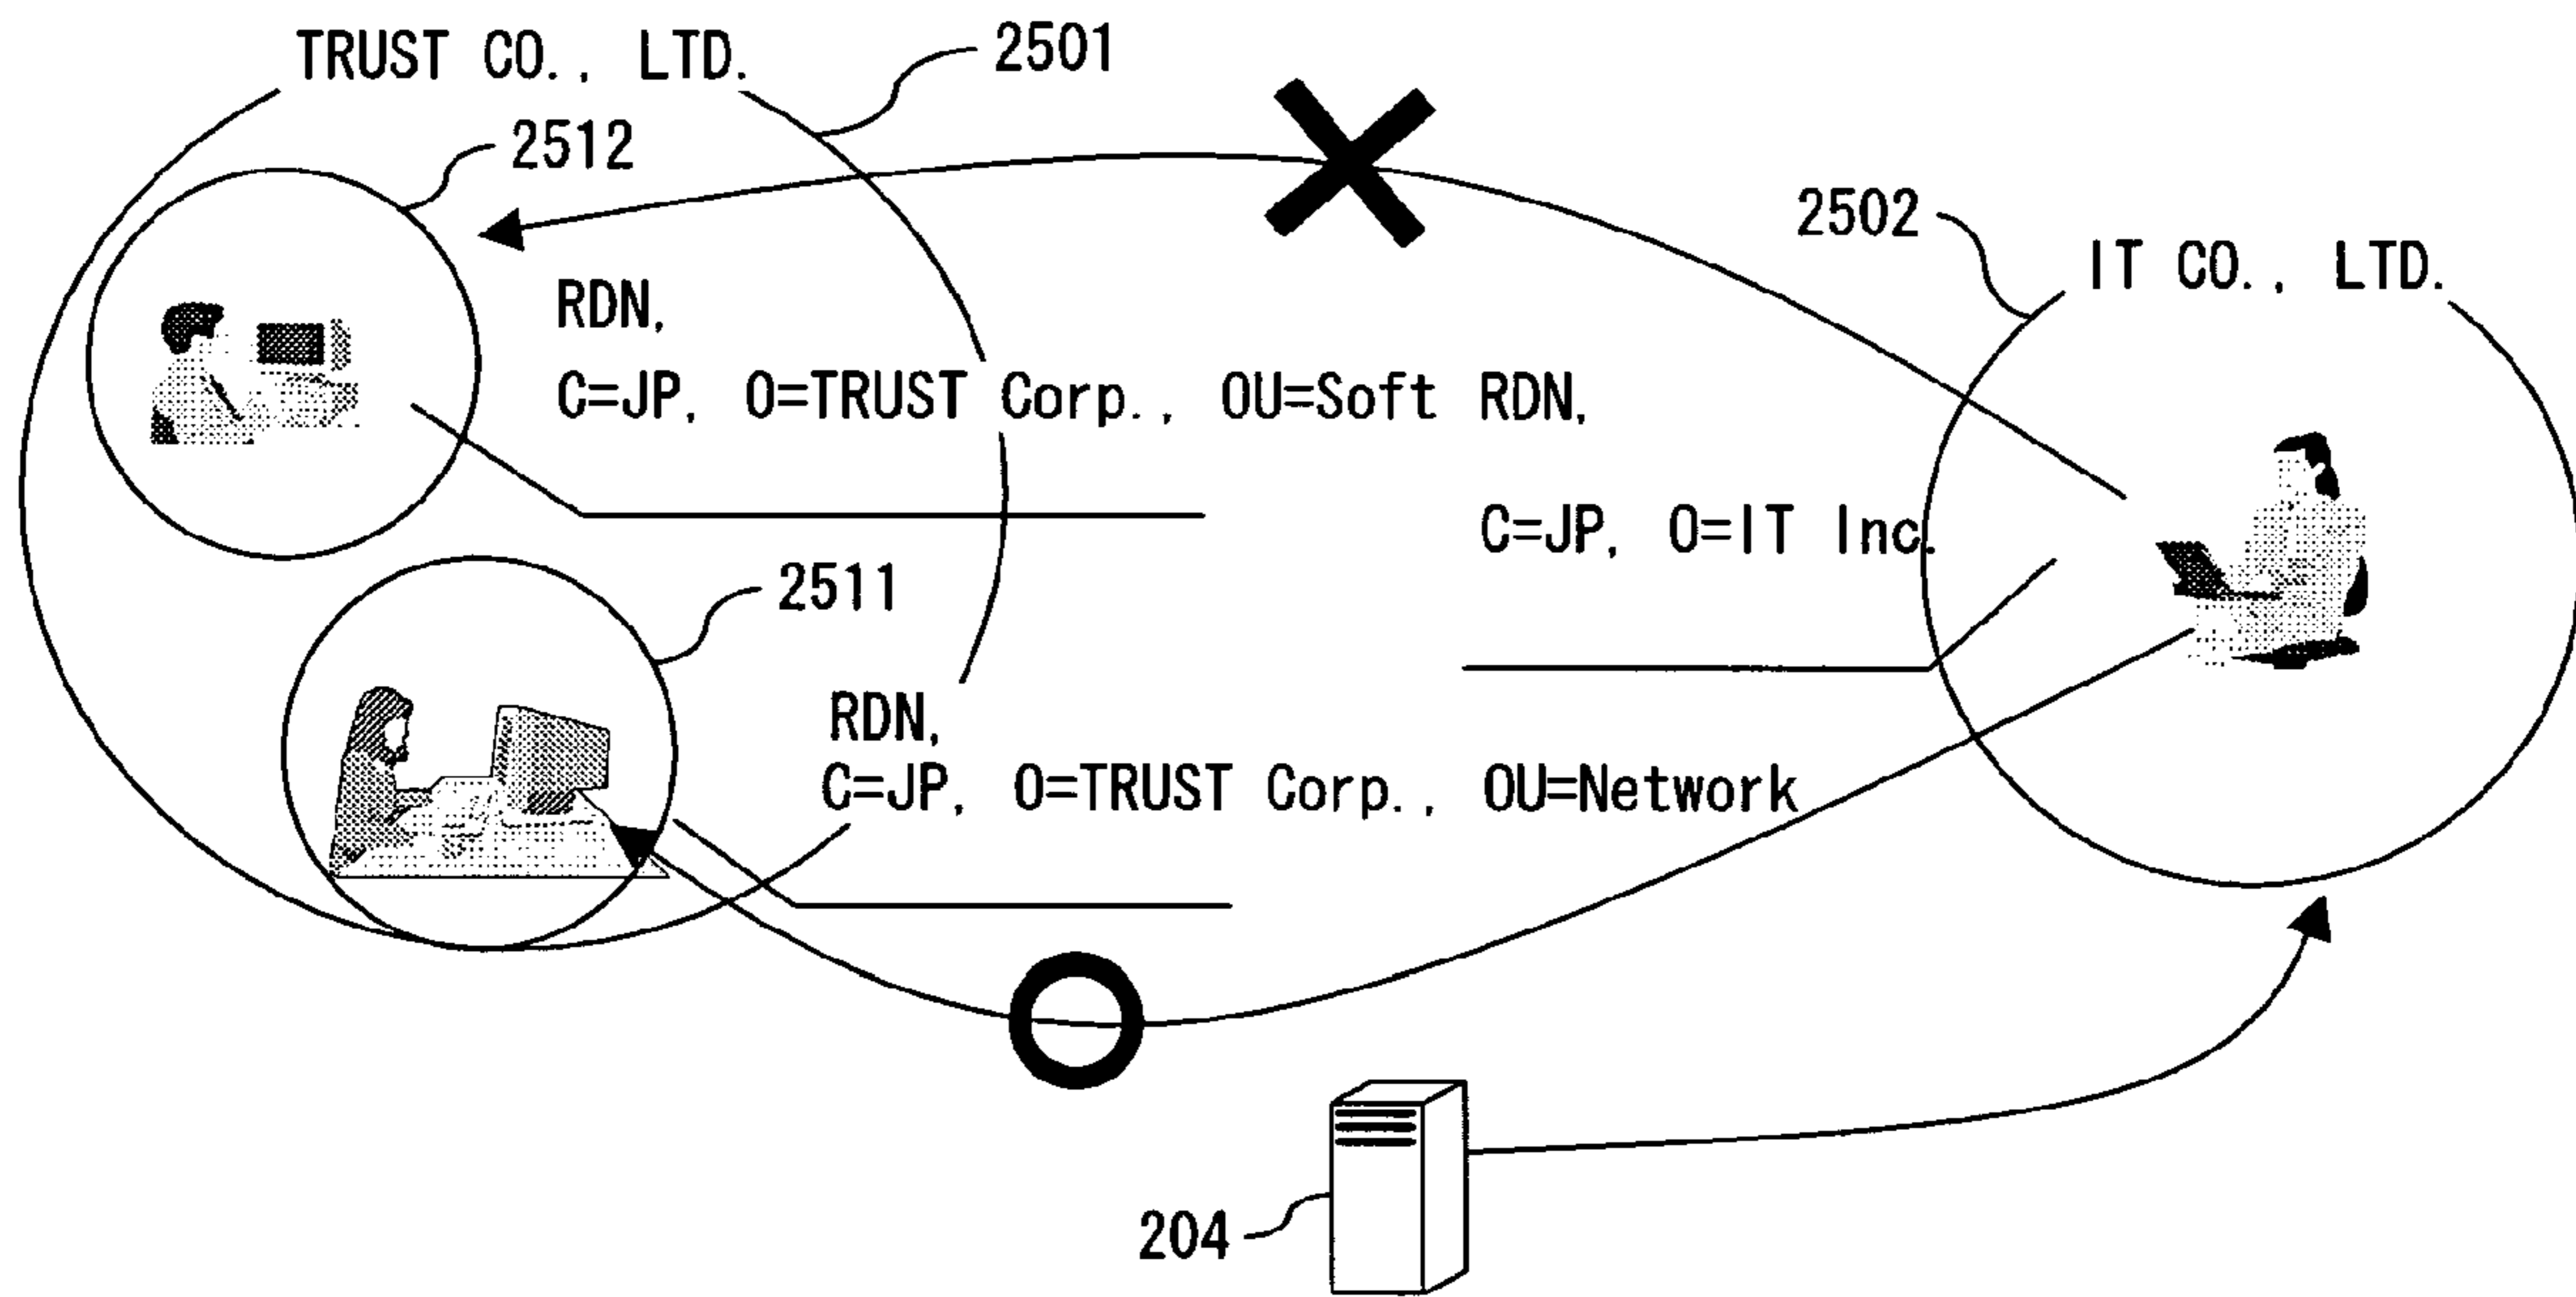 TRUST CO., LTD.
2501
2512
2502
IT CO., LTD.
RDN,
C=JP, O=TRUST Corp., OU=Soft RDN,
C=JP, O=IT Inc.
2511
RDN,
C=JP, O=TRUST Corp., OU=Network
204